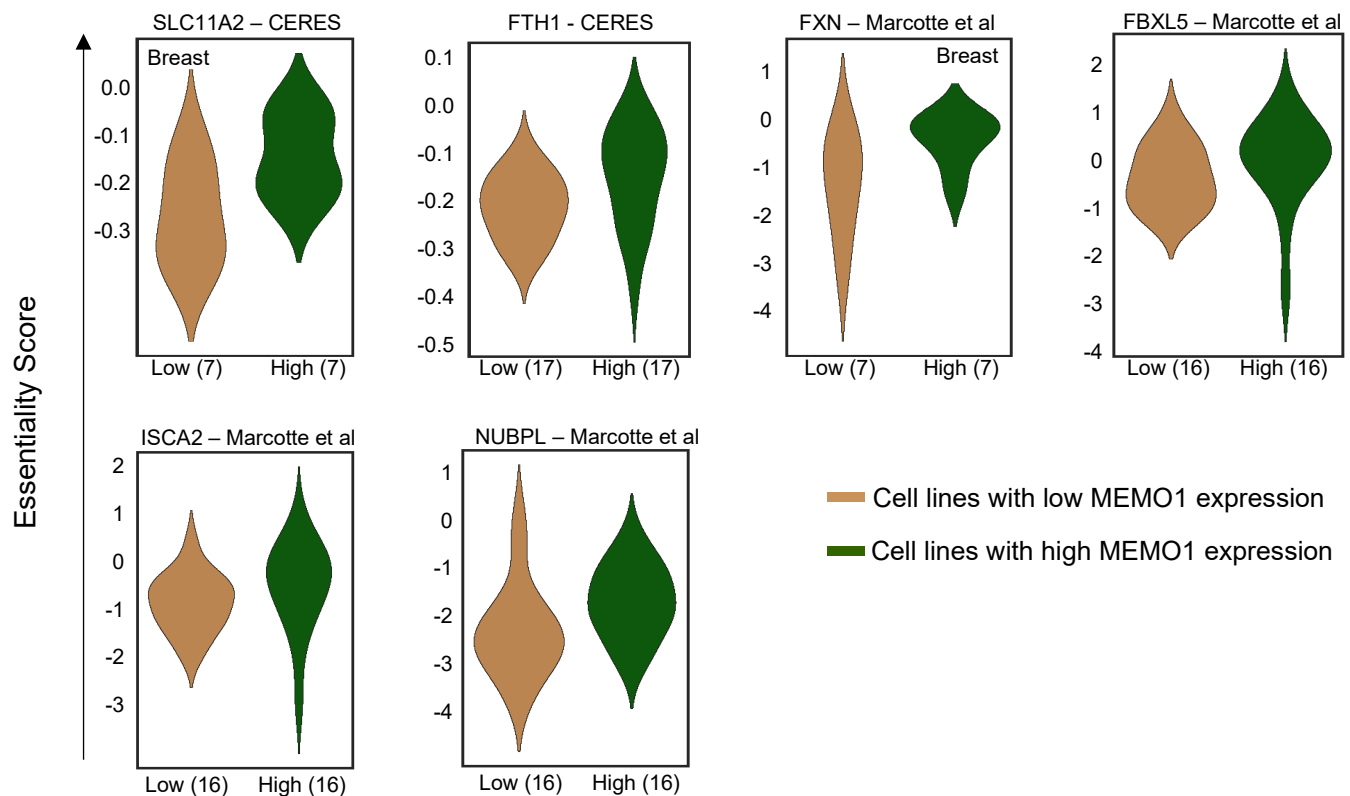 SLC11A2 – CERES
Breast
0.0
-0.1
-0.2
-0.3
Low (7)
High (7)
FTH1 - CERES
0.1
0.0
-0.1
-0.2
-0.3
-0.4
-0.5
Low (17)
High (17)
FXN – Marcotte et al
Breast
1
0
-1
-2
-3
-4
Low (7)
High (7)
FBXL5 – Marcotte et al
2
1
0
-1
-2
-3
-4
Low (16)
High (16)
Essentiality Score
ISCA2 – Marcotte et al
2
1
0
-1
-2
-3
Low (16)
High (16)
NUBPL – Marcotte et al
1
0
-1
-2
-3
-4
Low (16)
High (16)
Cell lines with low MEMO1 expression
Cell lines with high MEMO1 expression